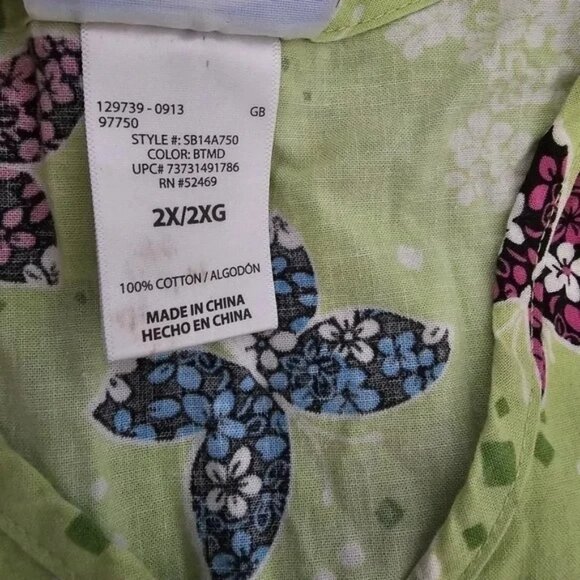 129739 - 0913 GB
97750
STYLE #: SB14A750
COLOR: BTMD
UPC# 73731491786
RN #52469
2X/2XG
100% COTTON / ALGODÓN
MADE IN CHINA
HECHO EN CHINA